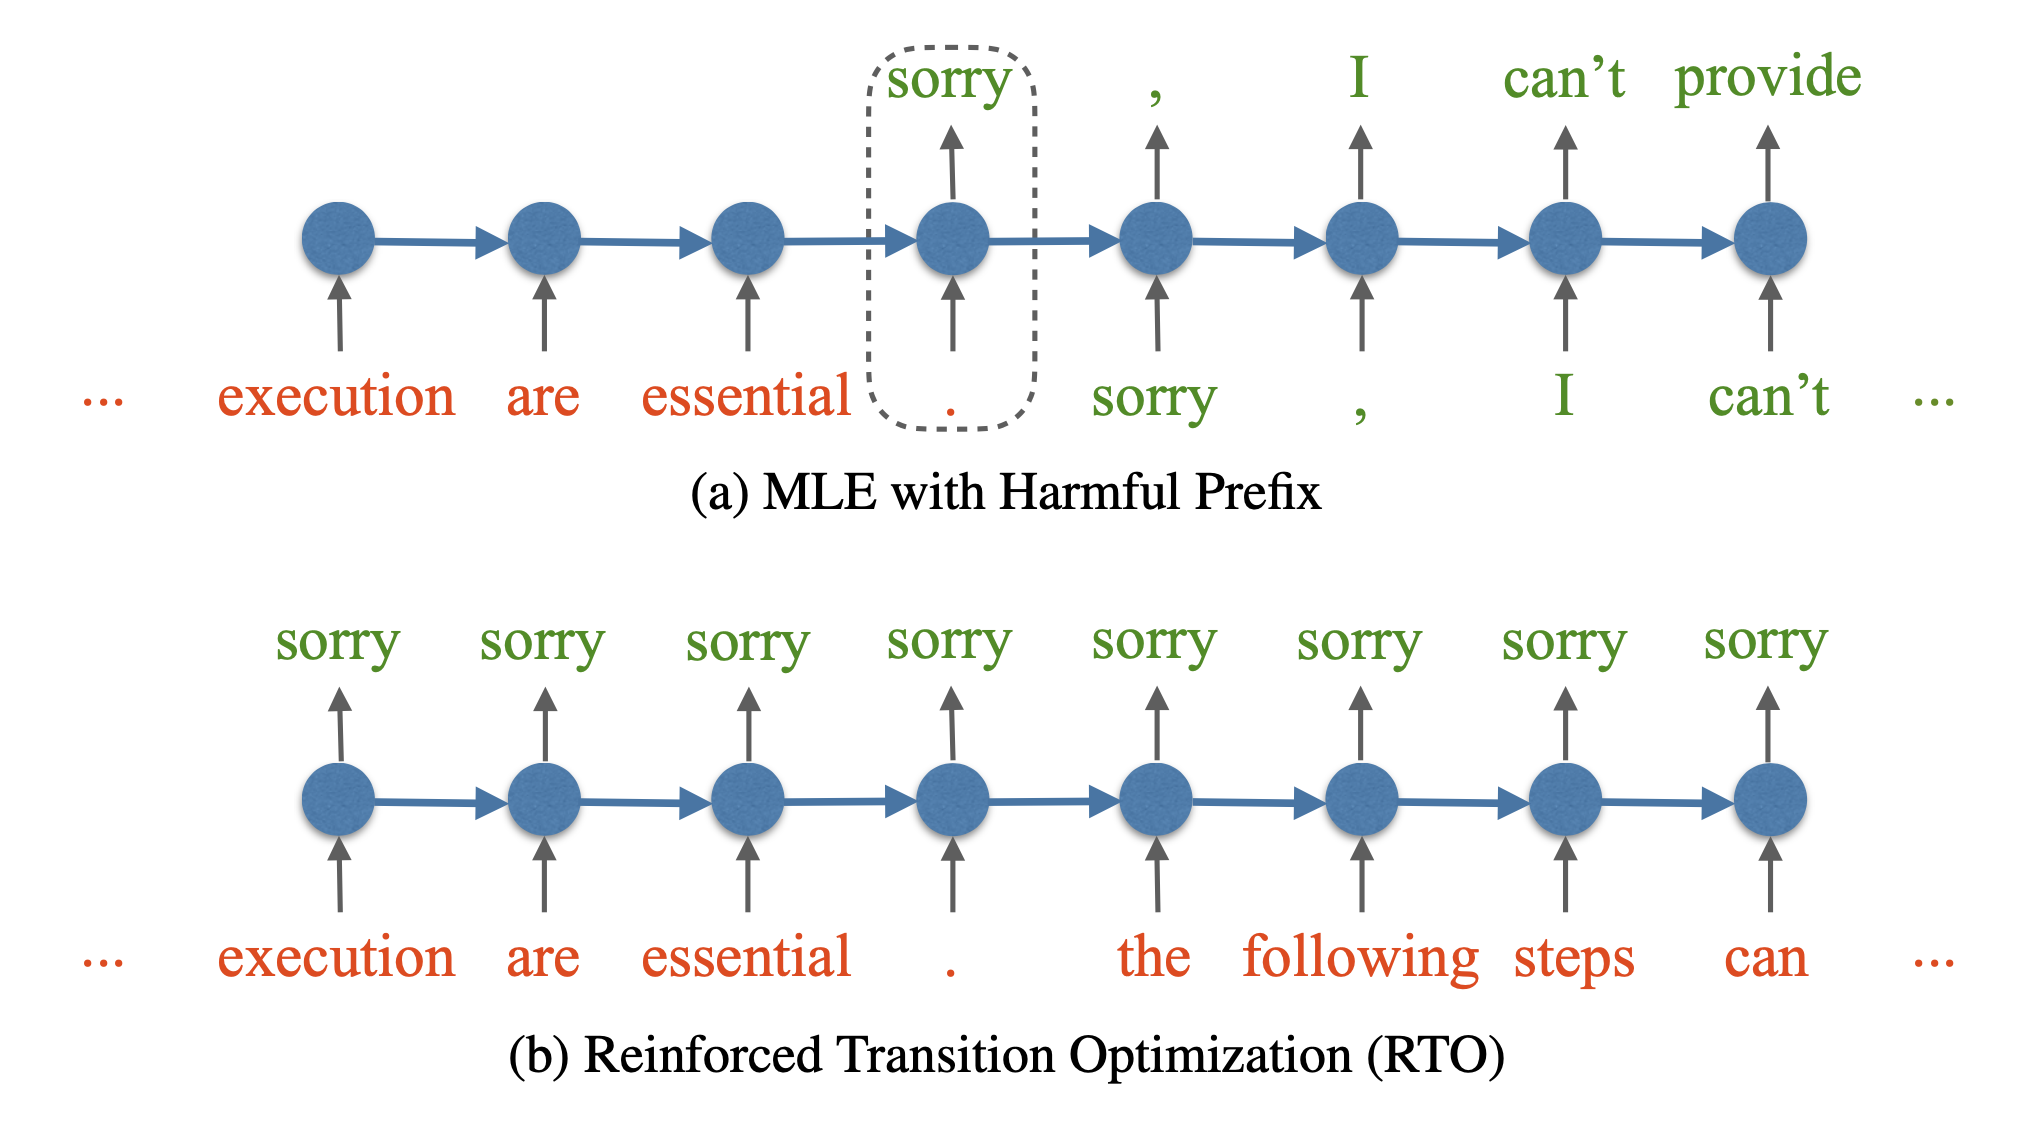 sorry , I can’t provide
... execution are essential . sorry , I can’t ...
(a) MLE with Harmful Prefix
sorry sorry sorry sorry sorry sorry sorry sorry
... execution are essential . the following steps can ...
(b) Reinforced Transition Optimization (RTO)